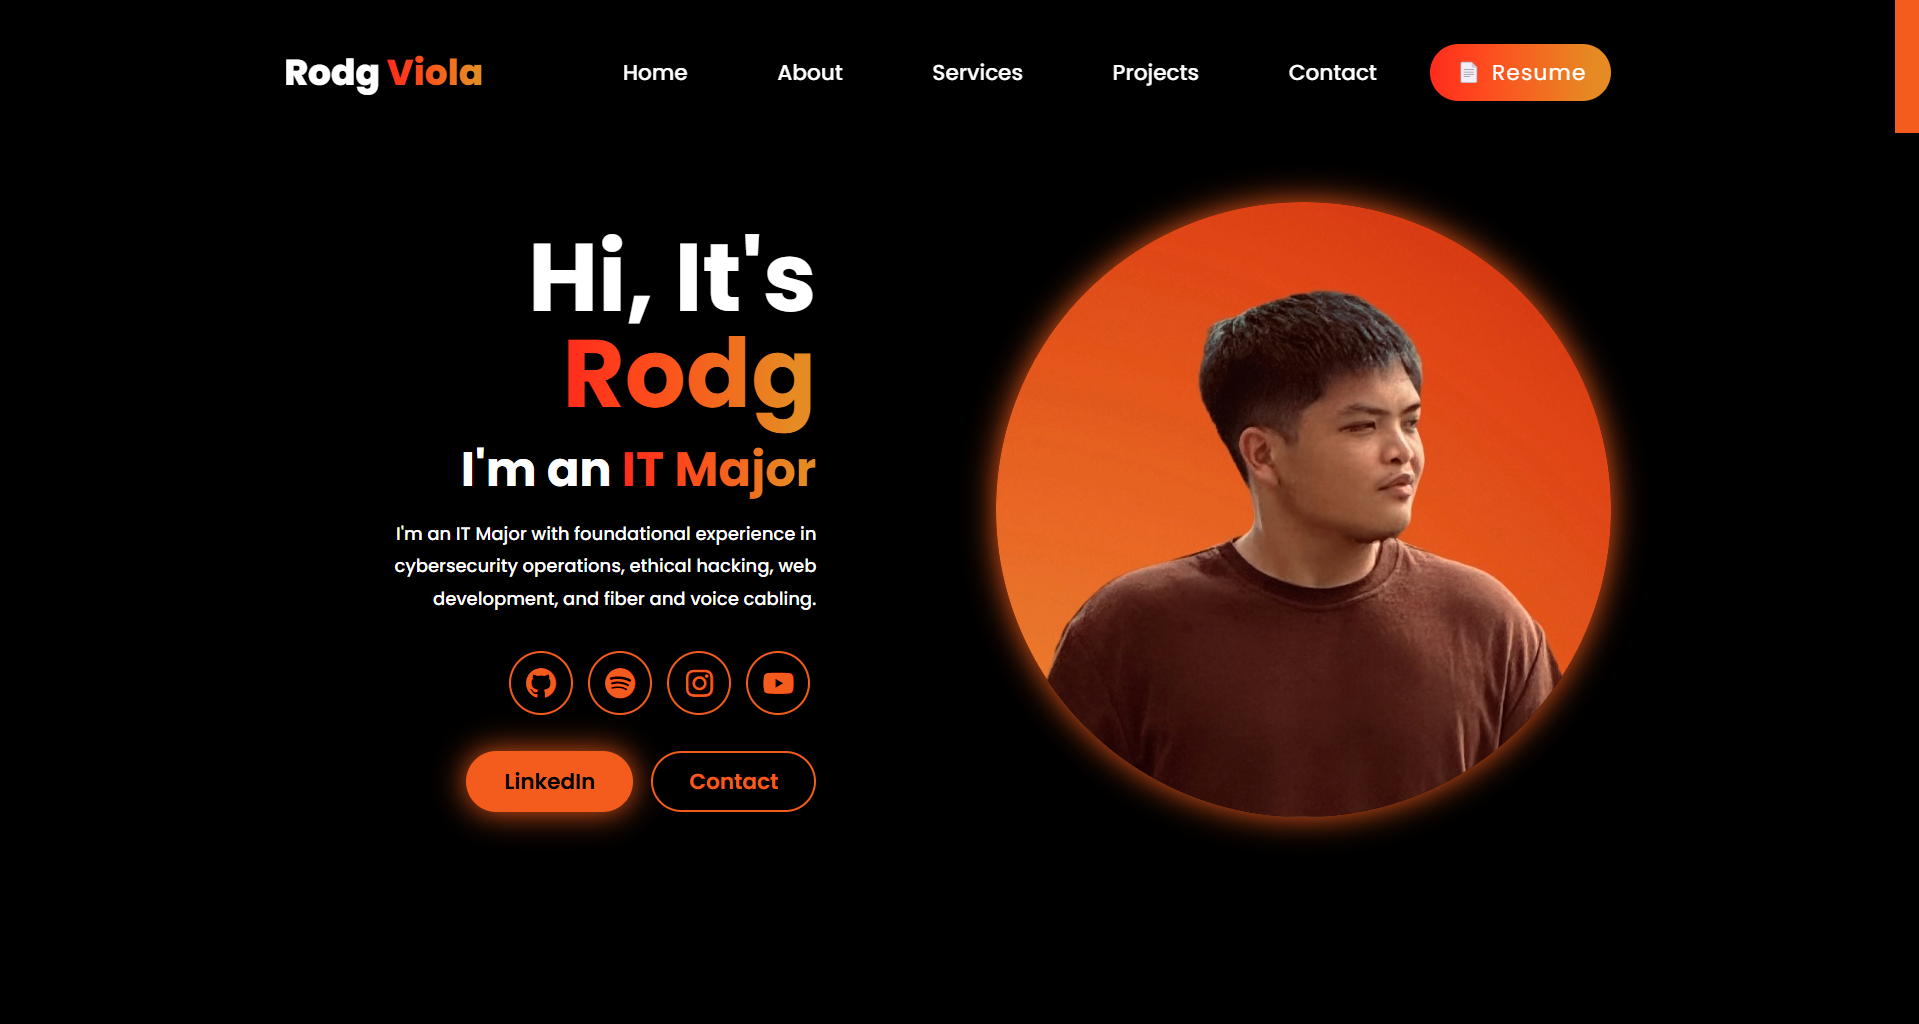 Rodg Viola
Home
About
Services
Projects
Contact
Resume
Hi, It's
Rodg
I'm an IT Major
I'm an IT Major with foundational experience in
cybersecurity operations, ethical hacking, web
development, and fiber and voice cabling.
LinkedIn
Contact